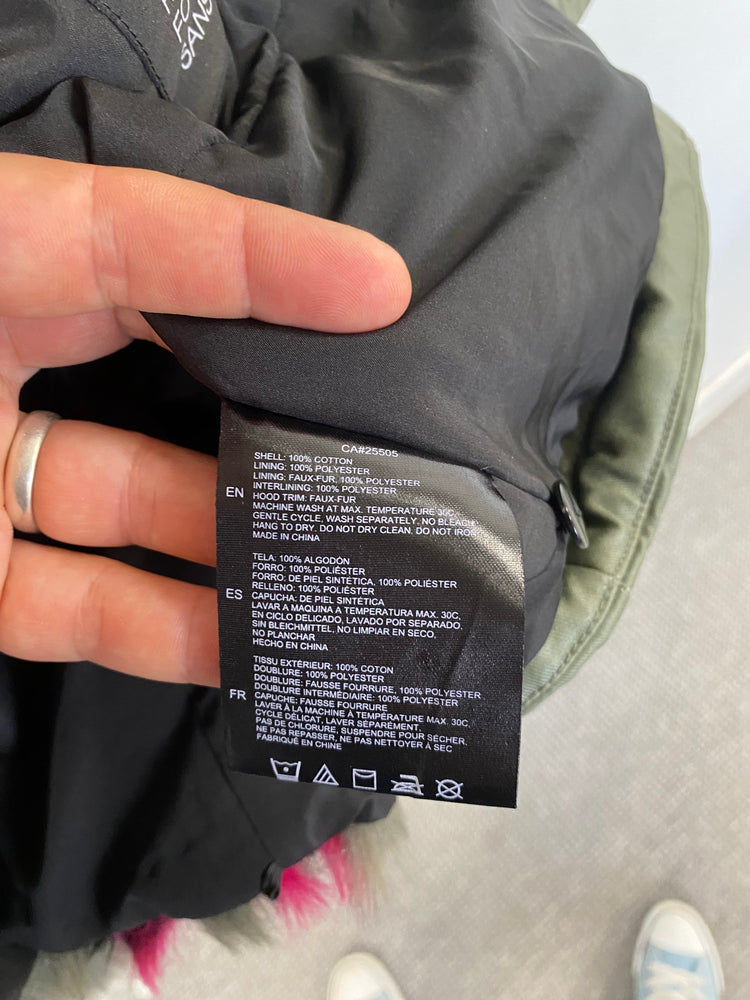 FO
SANS
CA#25505
EN
SHELL: 100% COTTON
LINING: 100% POLYESTER
LINING: FAUX-FUR, 100% POLYESTER
INTERLINING: 100% POLYESTER
HOOD TRIM: FAUX-FUR
MACHINE WASH AT MAX. TEMPERATURE 30C,
GENTLE CYCLE, WASH SEPARATELY, NO BLEACH,
HANG TO DRY. DO NOT DRY CLEAN. DO NOT IRON
MADE IN CHINA
ES
TELA: 100% ALGODÓN
FORRO: 100% POLIÉSTER
FORRO: DE PIEL SINTÉTICA, 100% POLIÉSTER
RELLENO: 100% POLIÉSTER
CAPUCHA: DE PIEL SINTÉTICA
LAVAR A MAQUINA A TEMPERATURA MAX. 30C,
EN CICLO DELICADO, LAVADO POR SEPARADO,
SIN BLEICHMITTEL, NO LIMPIAR EN SECO,
NO PLANCHAR
HECHO EN CHINA
FR
TISSU EXTÉRIEUR: 100% COTON
DOUBLURE: 100% POLYESTER
DOUBLURE: FAUSSE FOURRURE, 100% POLYESTER
DOUBLURE INTERMÉDIAIRE: 100% POLYESTER
CAPUCHE: FAUSSE FOURRURE
LAVER À LA MACHINE À TEMPÉRATURE MAX. 30C,
CYCLE DÉLICAT, LAVER SÉPARÉMENT,
PAS DE CHLORURE, SUSPENDRE POUR SÉCHER.
NE PAS REPASSER, NE PAS NETTOYER À SEC
FABRIQUÉ EN CHINE